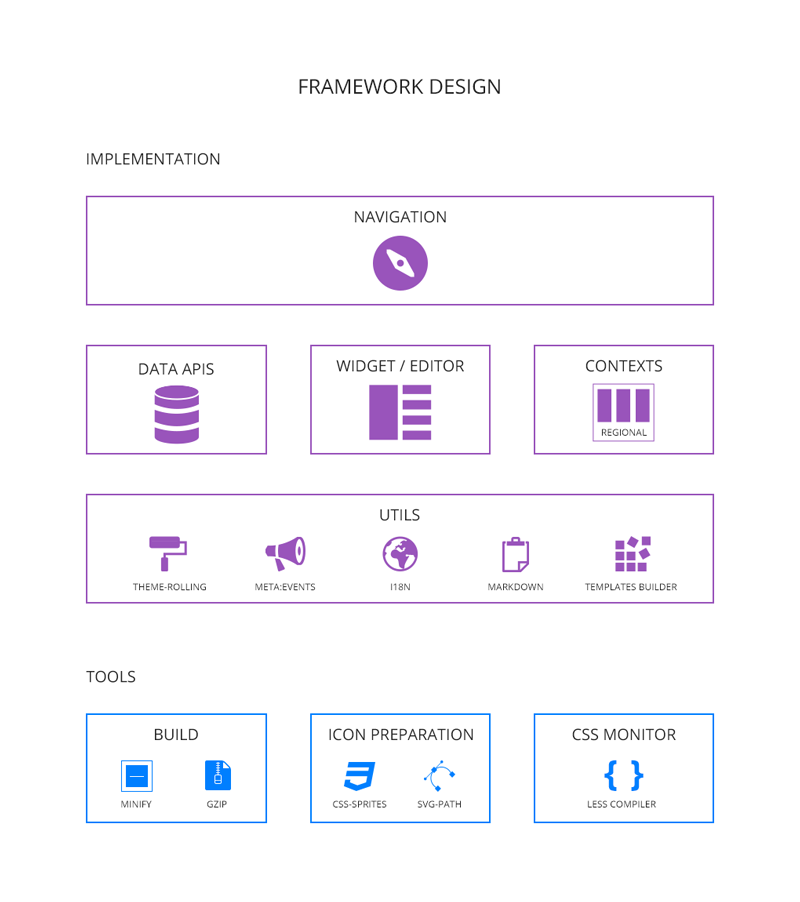 FRAMEWORK DESIGN
IMPLEMENTATION
NAVIGATION
DATA APIS
WIDGET / EDITOR
CONTEXTS
REGIONAL
UTILS
THEME-ROLLING
META:EVENTS
I18N
MARKDOWN
TEMPLATES BUILDER
TOOLS
BUILD
MINIFY
GZIP
ICON PREPARATION
CSS-SPRITES
SVG-PATH
CSS MONITOR
{ }
LESS COMPILER